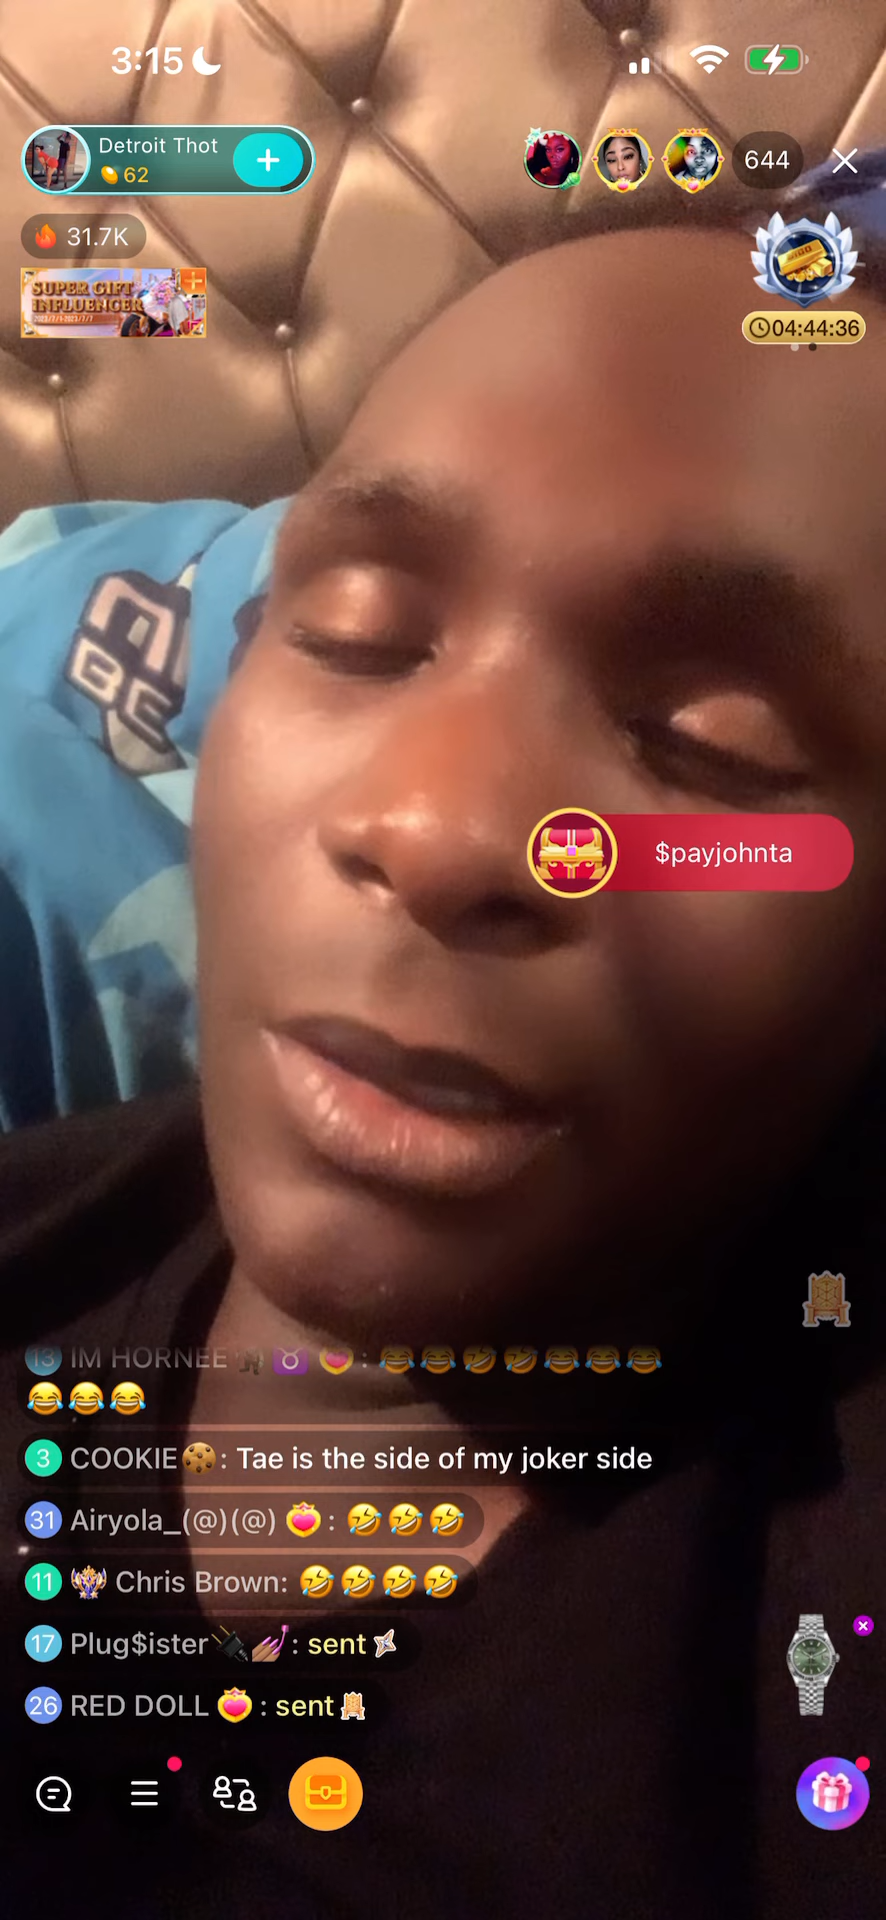 3:15
Detroit Thot
62
644
31.7K
SUPER GIFT
INFLUENCER
04:44:36
$payjohnta
13 IM HORNEE ♉ : 😂😂🤣🤣😂😂😂
😂😂😂
3 COOKIE🍪: Tae is the side of my joker side
31 Airyola_(@)(@) : 🤣🤣🤣
11 Chris Brown: 🤣🤣🤣🤣
17 Plug$ister🔌💅🏽: sent
26 RED DOLL : sent